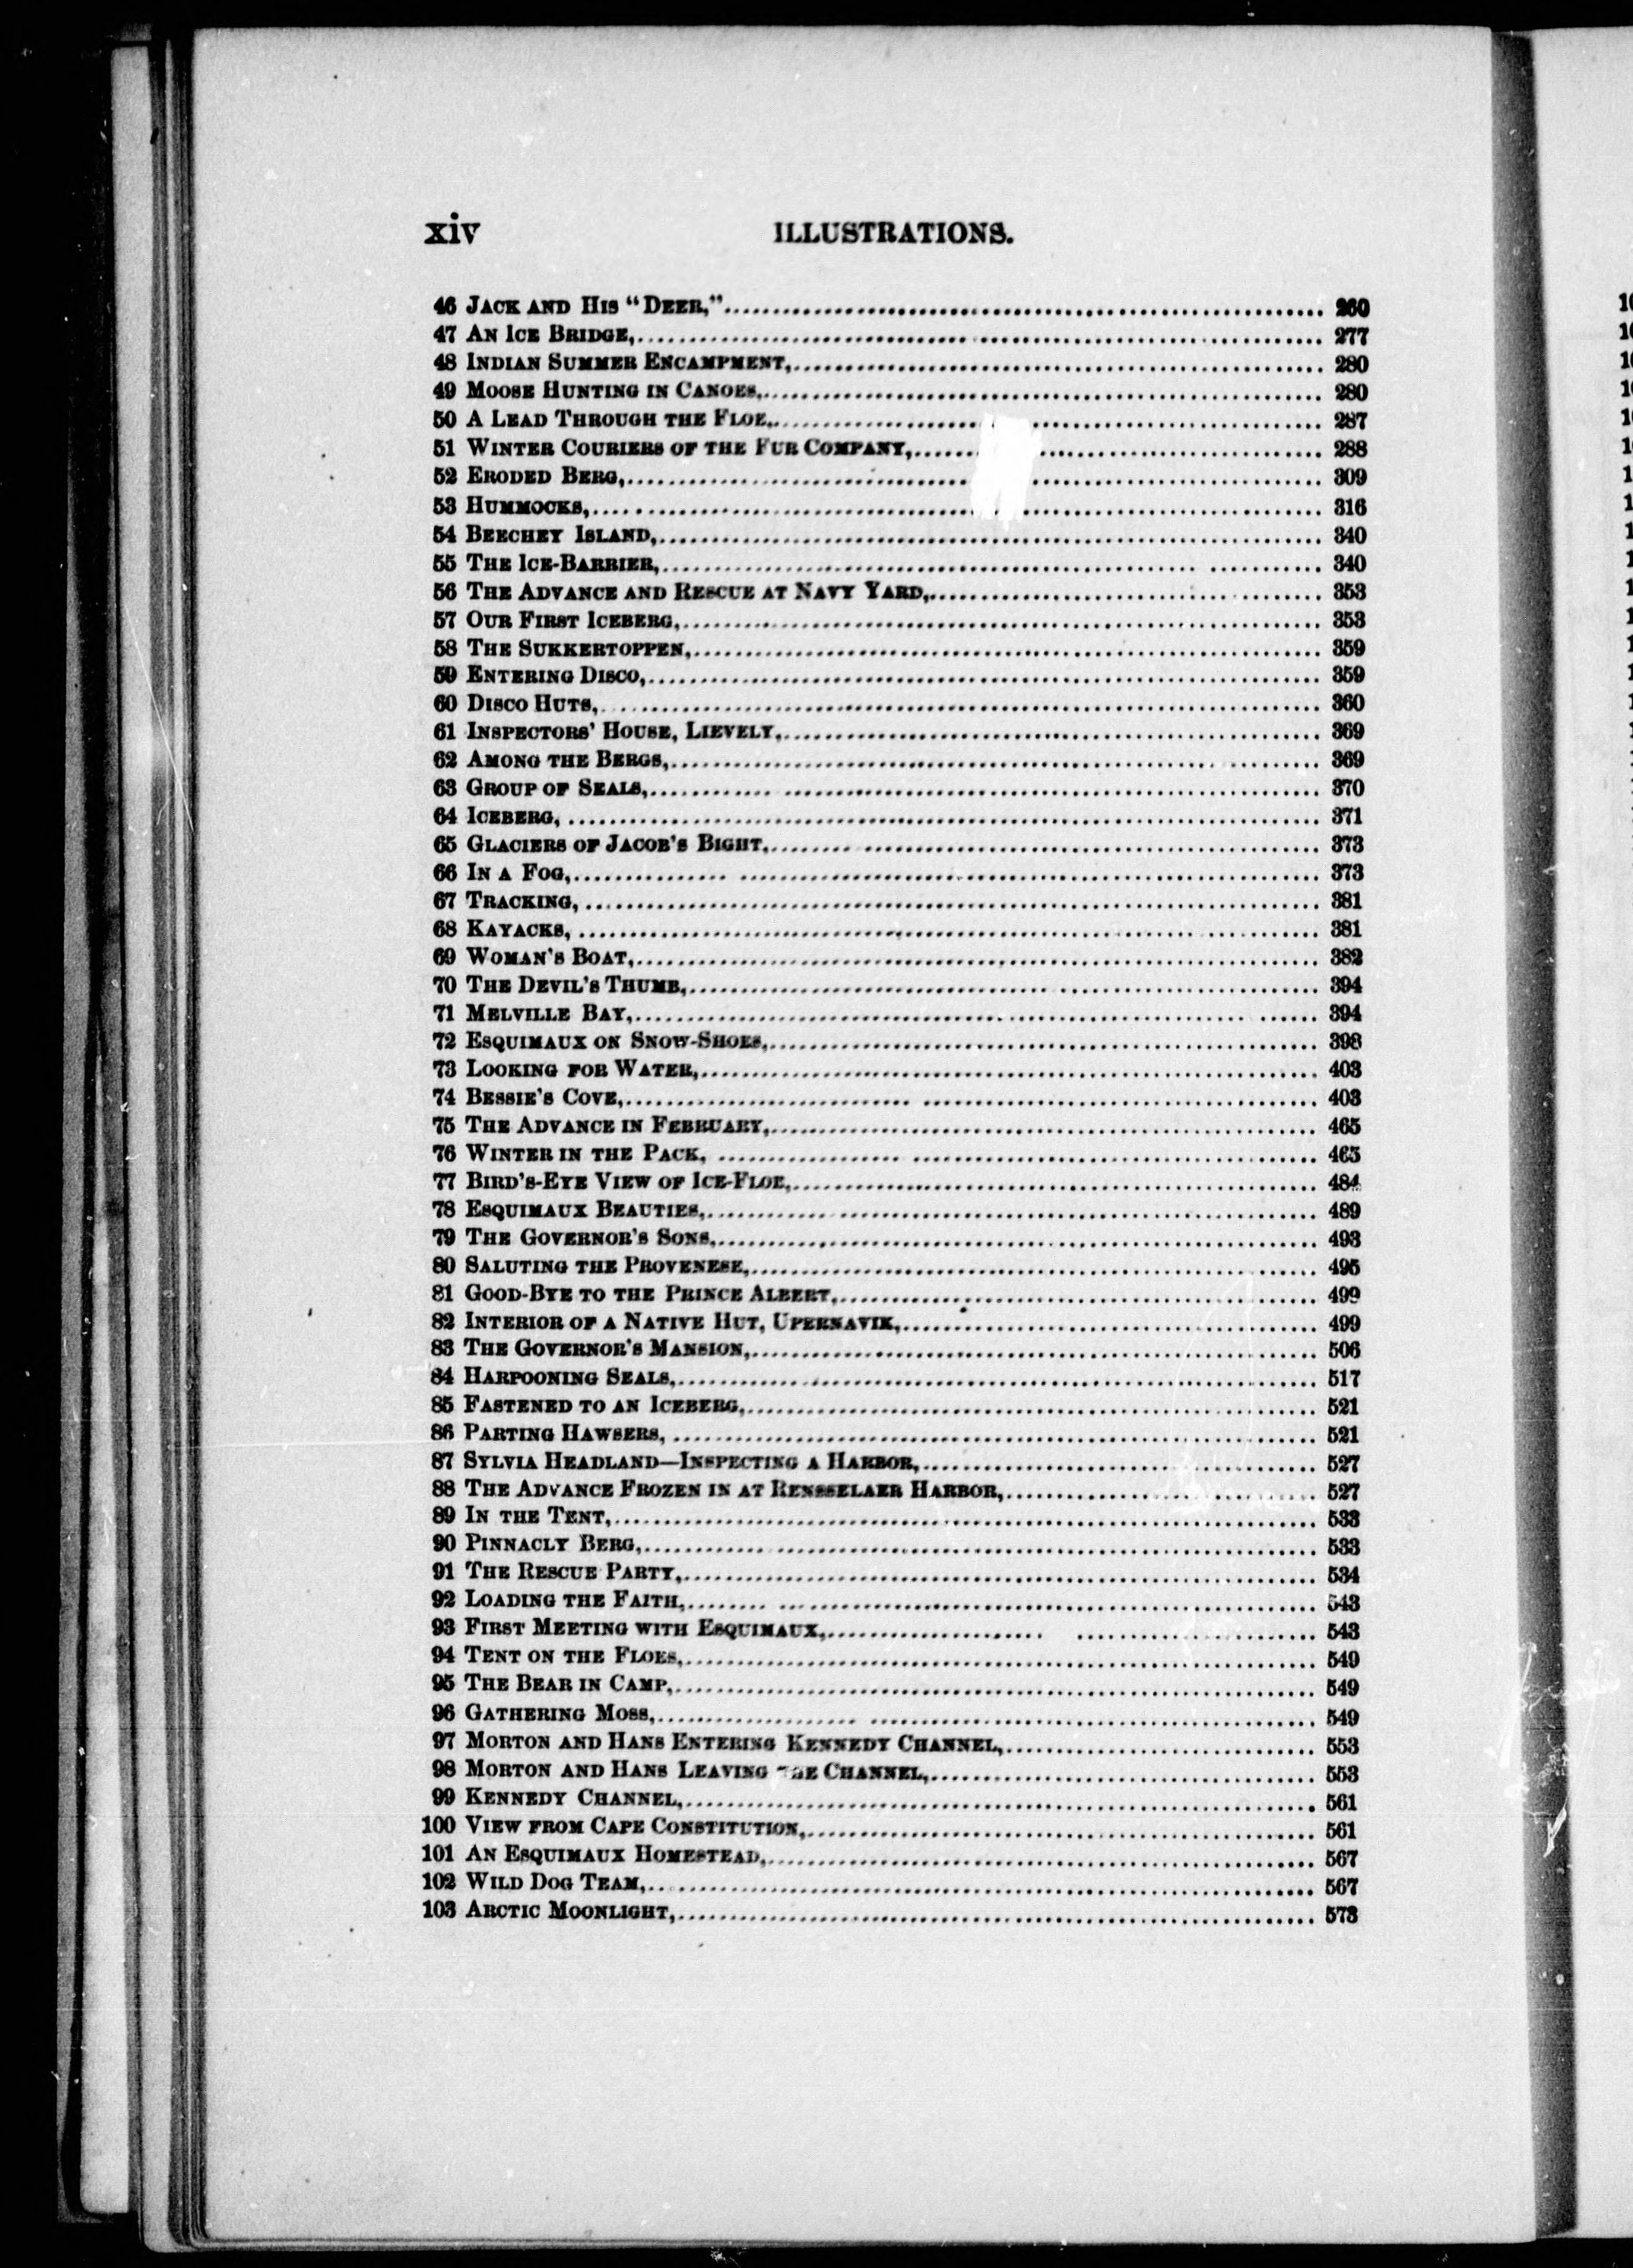 xiv ILLUSTRATIONS.
46 JACK AND HIS “DEER,” 260
47 AN ICE BRIDGE, 277
48 INDIAN SUMMER ENCAMPMENT, 280
49 MOOSE HUNTING IN CANOES, 280
50 A LEAD THROUGH THE FLOE, 287
51 WINTER COURIERS OF THE FUR COMPANY, 288
52 ERODED BERG, 309
53 HUMMOCKS, 316
54 BEECHEY ISLAND, 340
55 THE ICE-BARRIER, 340
56 THE ADVANCE AND RESCUE AT NAVY YARD, 353
57 OUR FIRST ICEBERG, 353
58 THE SUKKERTOPPEN, 359
59 ENTERING DISCO, 359
60 DISCO HUTS, 360
61 INSPECTORS’ HOUSE, LIEVELY, 369
62 AMONG THE BERGS, 369
63 GROUP OF SEALS, 370
64 ICEBERG, 371
65 GLACIERS OF JACOB’S BIGHT, 373
66 IN A FOG, 373
67 TRACKING, 381
68 KAYACKS, 381
69 WOMAN’S BOAT, 382
70 THE DEVIL’S THUMB, 394
71 MELVILLE BAY, 394
72 ESQUIMAUX ON SNOW-SHOES, 398
73 LOOKING FOR WATER, 403
74 BESSIE’S COVE, 403
75 THE ADVANCE IN FEBRUARY, 465
76 WINTER IN THE PACK, 465
77 BIRD’S-EYE VIEW OF ICE-FLOE, 484
78 ESQUIMAUX BEAUTIES, 489
79 THE GOVERNOR’S SONS, 493
80 SALUTING THE PROVENESE, 495
81 GOOD-BYE TO THE PRINCE ALBERT, 499
82 INTERIOR OF A NATIVE HUT, UPERNAVIK, 499
83 THE GOVERNOR’S MANSION, 506
84 HARPOONING SEALS, 517
85 FASTENED TO AN ICEBERG, 521
86 PARTING HAWSERS, 521
87 SYLVIA HEADLAND—INSPECTING A HARBOR, 527
88 THE ADVANCE FROZEN IN AT RENSSELAER HARBOR, 527
89 IN THE TENT, 533
90 PINNACLY BERG, 533
91 THE RESCUE PARTY, 534
92 LOADING THE FAITH, 543
93 FIRST MEETING WITH ESQUIMAUX, 543
94 TENT ON THE FLOES, 549
95 THE BEAR IN CAMP, 549
96 GATHERING MOSS, 549
97 MORTON AND HANS ENTERING KENNEDY CHANNEL, 553
98 MORTON AND HANS LEAVING THE CHANNEL, 553
99 KENNEDY CHANNEL, 561
100 VIEW FROM CAPE CONSTITUTION, 561
101 AN ESQUIMAUX HOMESTEAD, 567
102 WILD DOG TEAM, 567
103 ARCTIC MOONLIGHT, 573